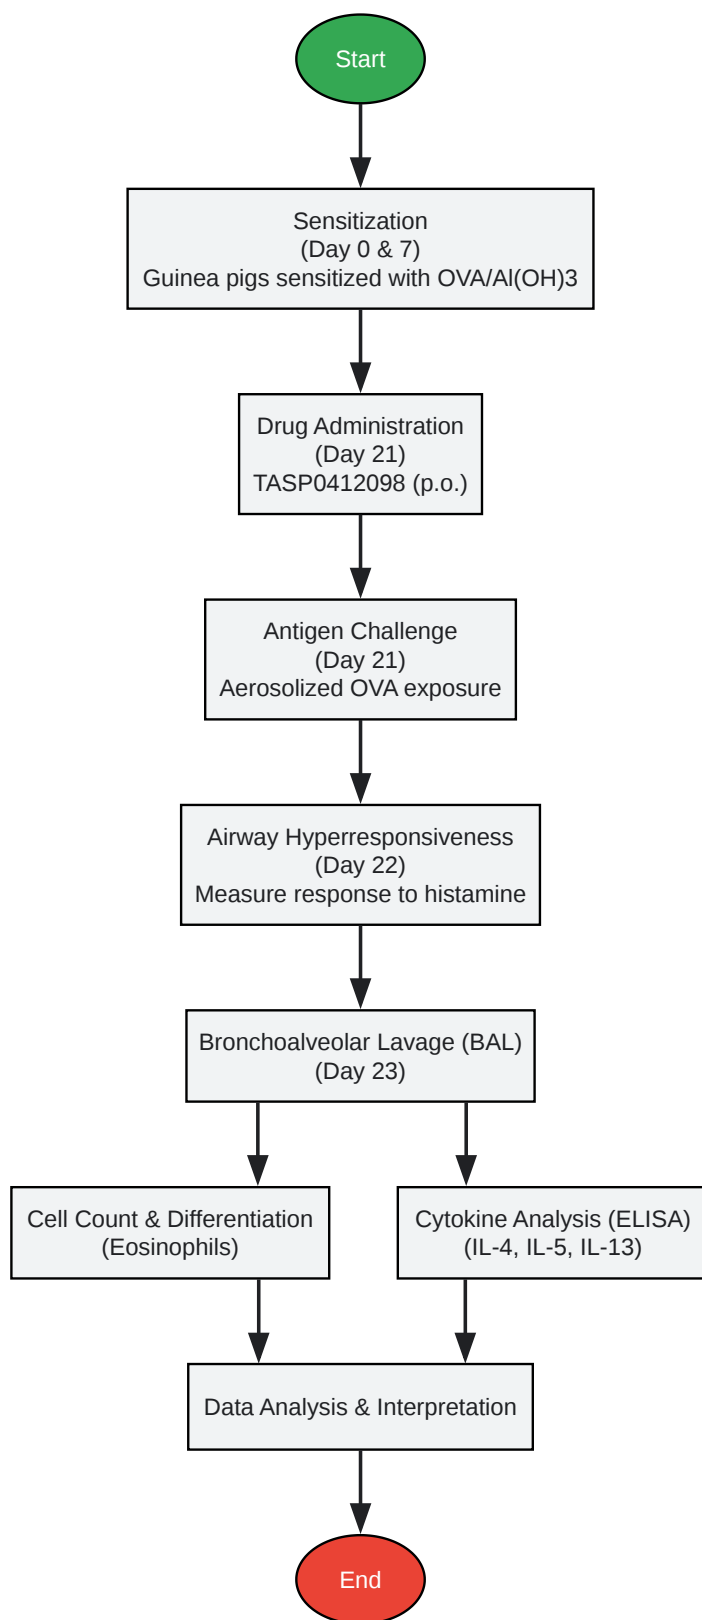 Start
Sensitization
(Day 0 & 7)
Guinea pigs sensitized with OVA/Al(OH)3
Drug Administration
(Day 21)
TASP0412098 (p.o.)
Antigen Challenge
(Day 21)
Aerosolized OVA exposure
Airway Hyperresponsiveness
(Day 22)
Measure response to histamine
Bronchoalveolar Lavage (BAL)
(Day 23)
Cell Count & Differentiation
(Eosinophils)
Cytokine Analysis (ELISA)
(IL-4, IL-5, IL-13)
Data Analysis & Interpretation
End